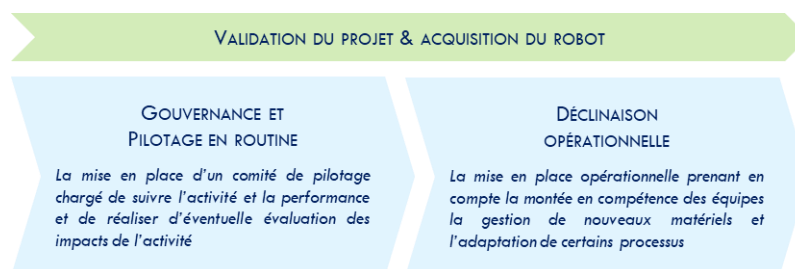 VALIDATION DU PROJET & ACQUISITION DU ROBOT
GOUVERNANCE ET
PILOTAGE EN ROUTINE
La mise en place d’un comité de pilotage
chargé de suivre l’activité et la performance
et de réaliser d’éventuelle évaluation des
impacts de l’activité
DÉCLINAISON
OPÉRATIONNELLE
La mise en place opérationnelle prenant en
compte la montée en compétence des équipes
la gestion de nouveaux matériels et
l’adaptation de certains processus